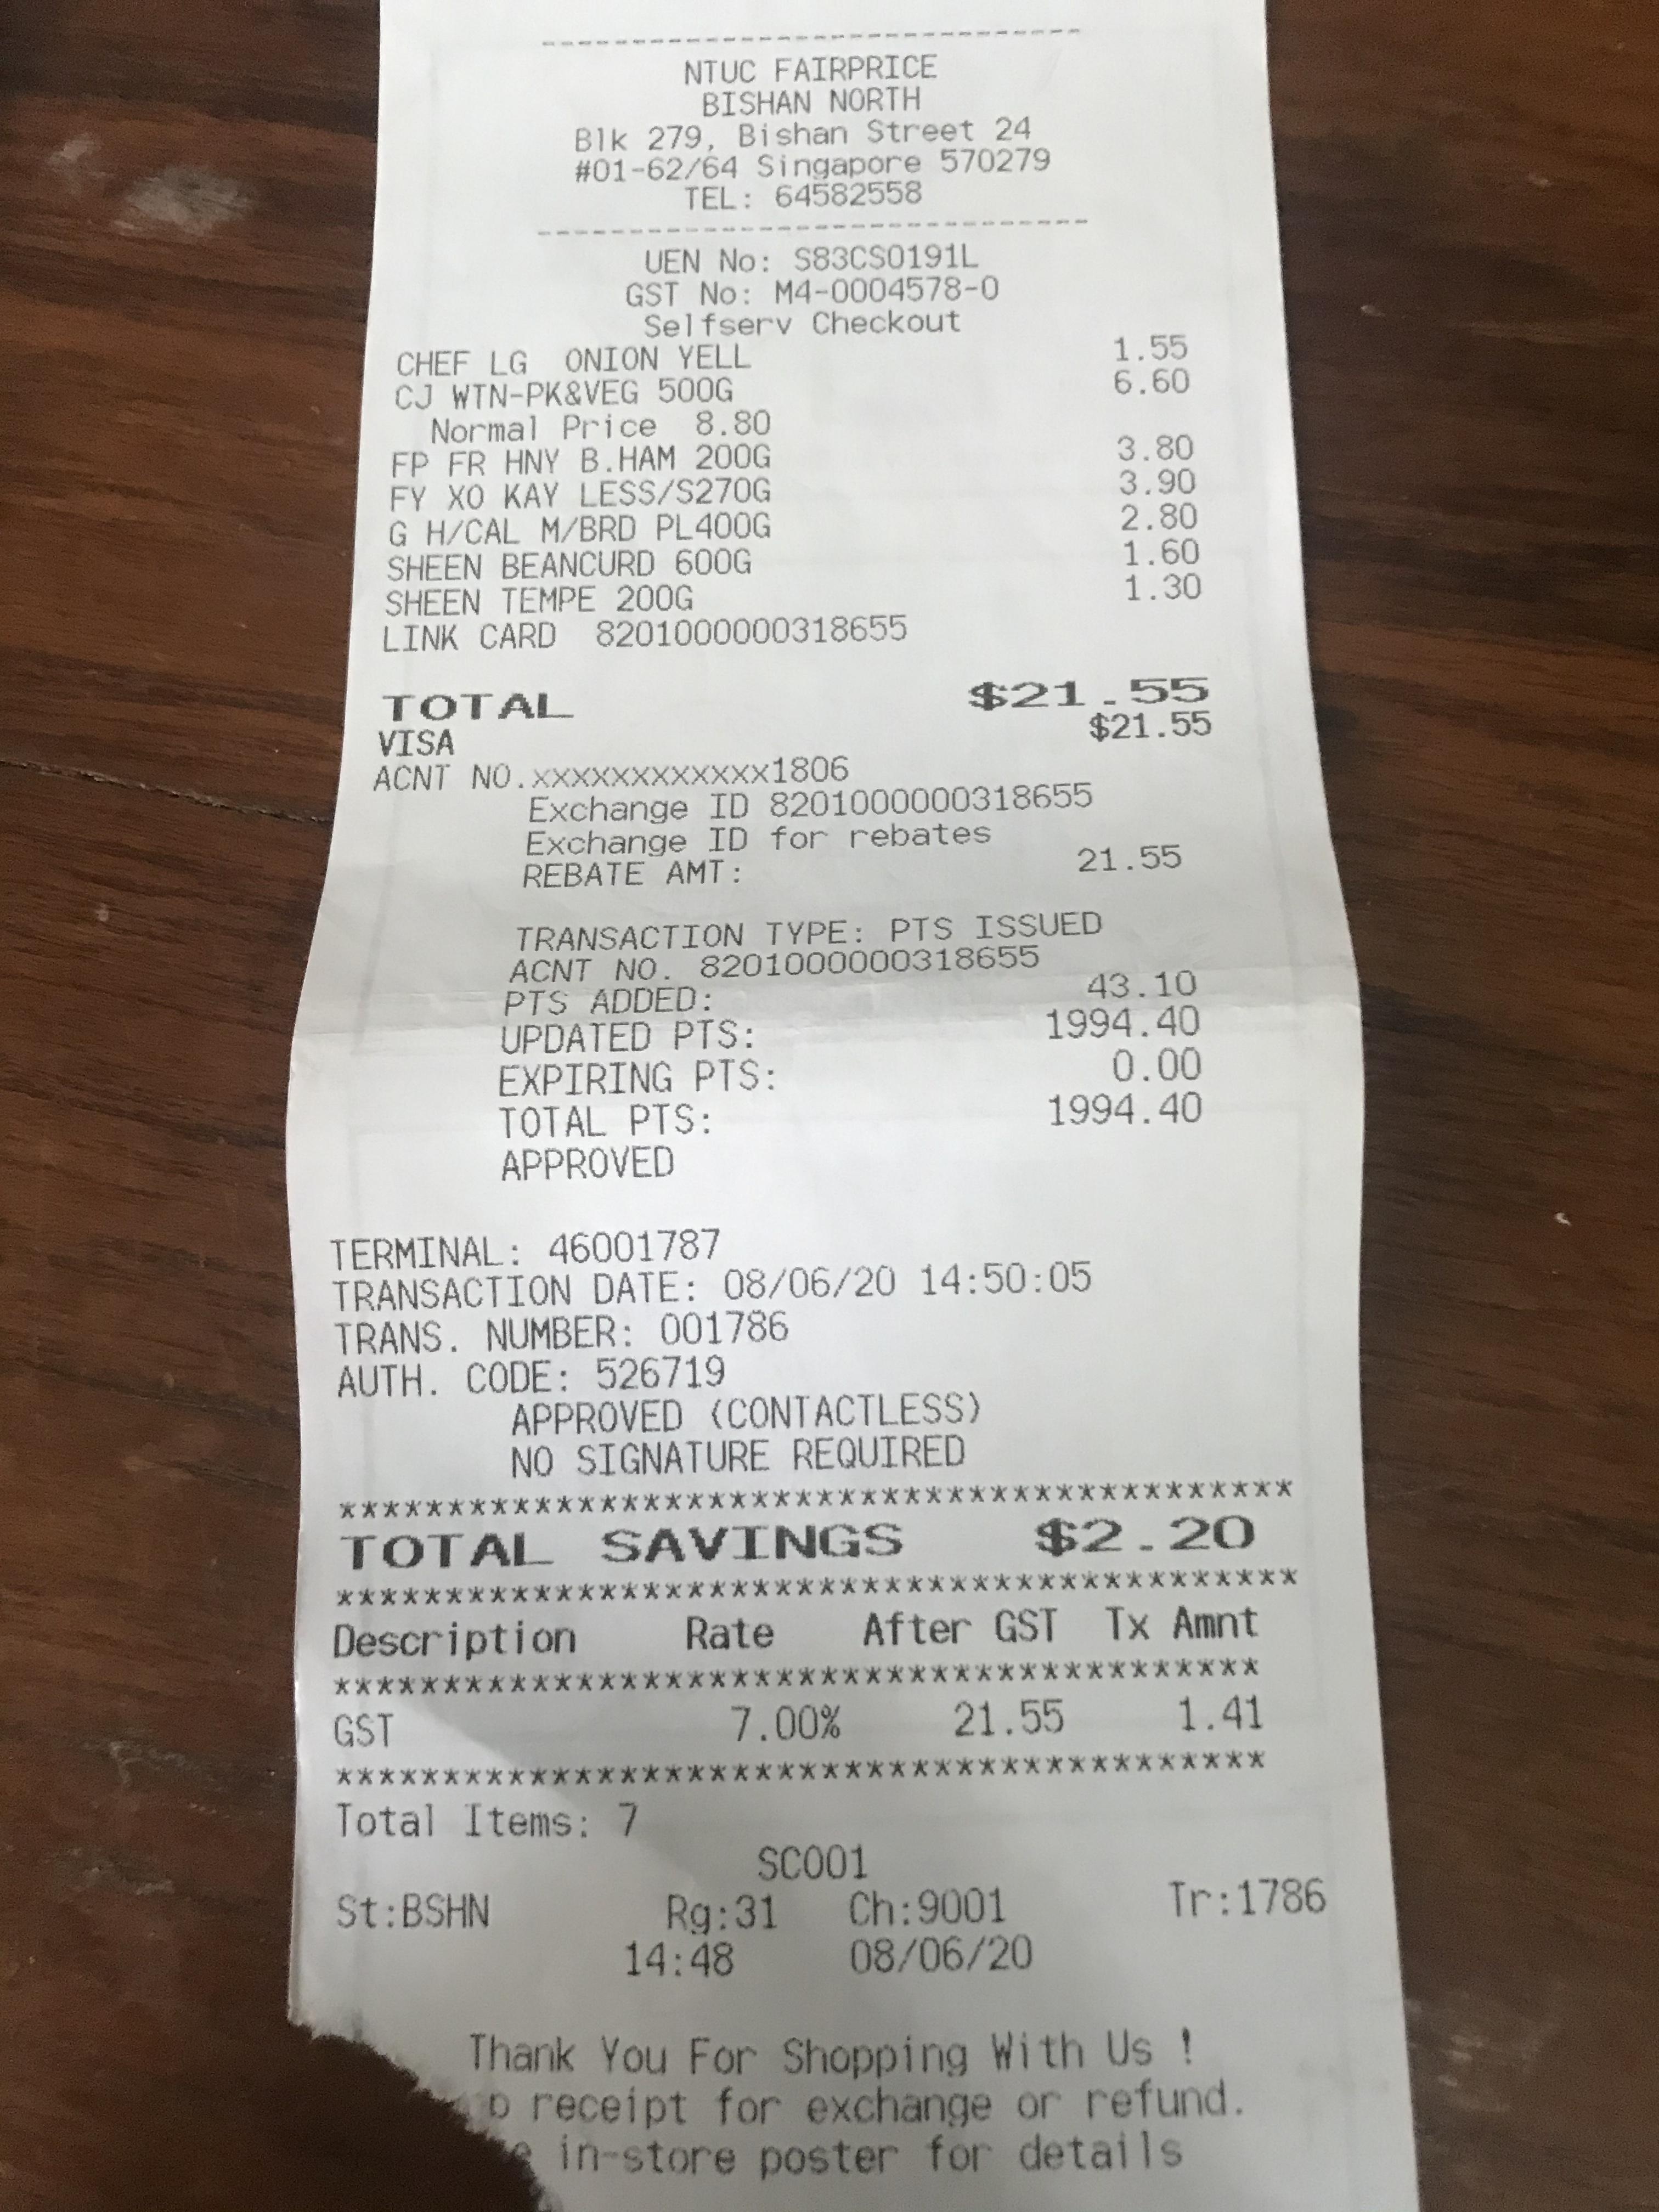 NTUC FAIRPRICE
BISHAN NORTH
Blk 279, Bishan Street 24
#01-62/64 Singapore 570279
TEL: 64582558
UEN No: S83CS0191L
GST No: M4-0004578-0
Selfserv Checkout
CHEF LG ONION YELL 1.55
CJ WTN-PK&VEG 500G 6.60
Normal Price 8.80
FP FR HNY B.HAM 200G 3.80
FY XO KAY LESS/S270G 3.90
G H/CAL M/BRD PL400G 2.80
SHEEN BEANCURD 600G 1.60
SHEEN TEMPE 200G 1.30
LINK CARD 8201000000318655
TOTAL $21.55
VISA $21.55
ACNT NO.xxxxxxxxxxxx1806
Exchange ID 8201000000318655
Exchange ID for rebates
REBATE AMT: 21.55
TRANSACTION TYPE: PTS ISSUED
ACNT NO. 8201000000318655
PTS ADDED: 43.10
UPDATED PTS: 1994.40
EXPIRING PTS: 0.00
TOTAL PTS: 1994.40
APPROVED
TERMINAL: 46001787
TRANSACTION DATE: 08/06/20 14:50:05
TRANS. NUMBER: 001786
AUTH. CODE: 526719
APPROVED (CONTACTLESS)
NO SIGNATURE REQUIRED
********************************************
TOTAL SAVINGS $2.20
********************************************
Description Rate After GST Tx Amnt
********************************************
GST 7.00% 21.55 1.41
********************************************
Total Items: 7
SC001
St:BSHN Rg:31 Ch:9001 Tr:1786
14:48 08/06/20
Thank You For Shopping With Us !
receipt for exchange or refund.
in-store poster for details